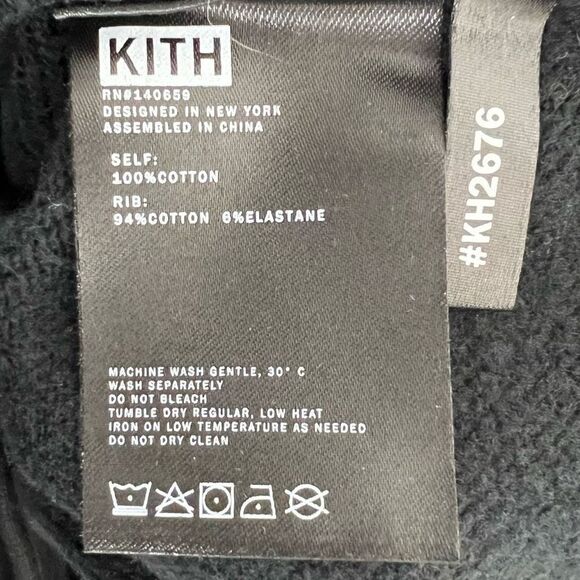 KITH
RN#140659
DESIGNED IN NEW YORK
ASSEMBLED IN CHINA
SELF:
100%COTTON
RIB:
94%COTTON 6%ELASTANE
MACHINE WASH GENTLE, 30° C
WASH SEPARATELY
DO NOT BLEACH
TUMBLE DRY REGULAR, LOW HEAT
IRON ON LOW TEMPERATURE AS NEEDED
DO NOT DRY CLEAN
#KH2676